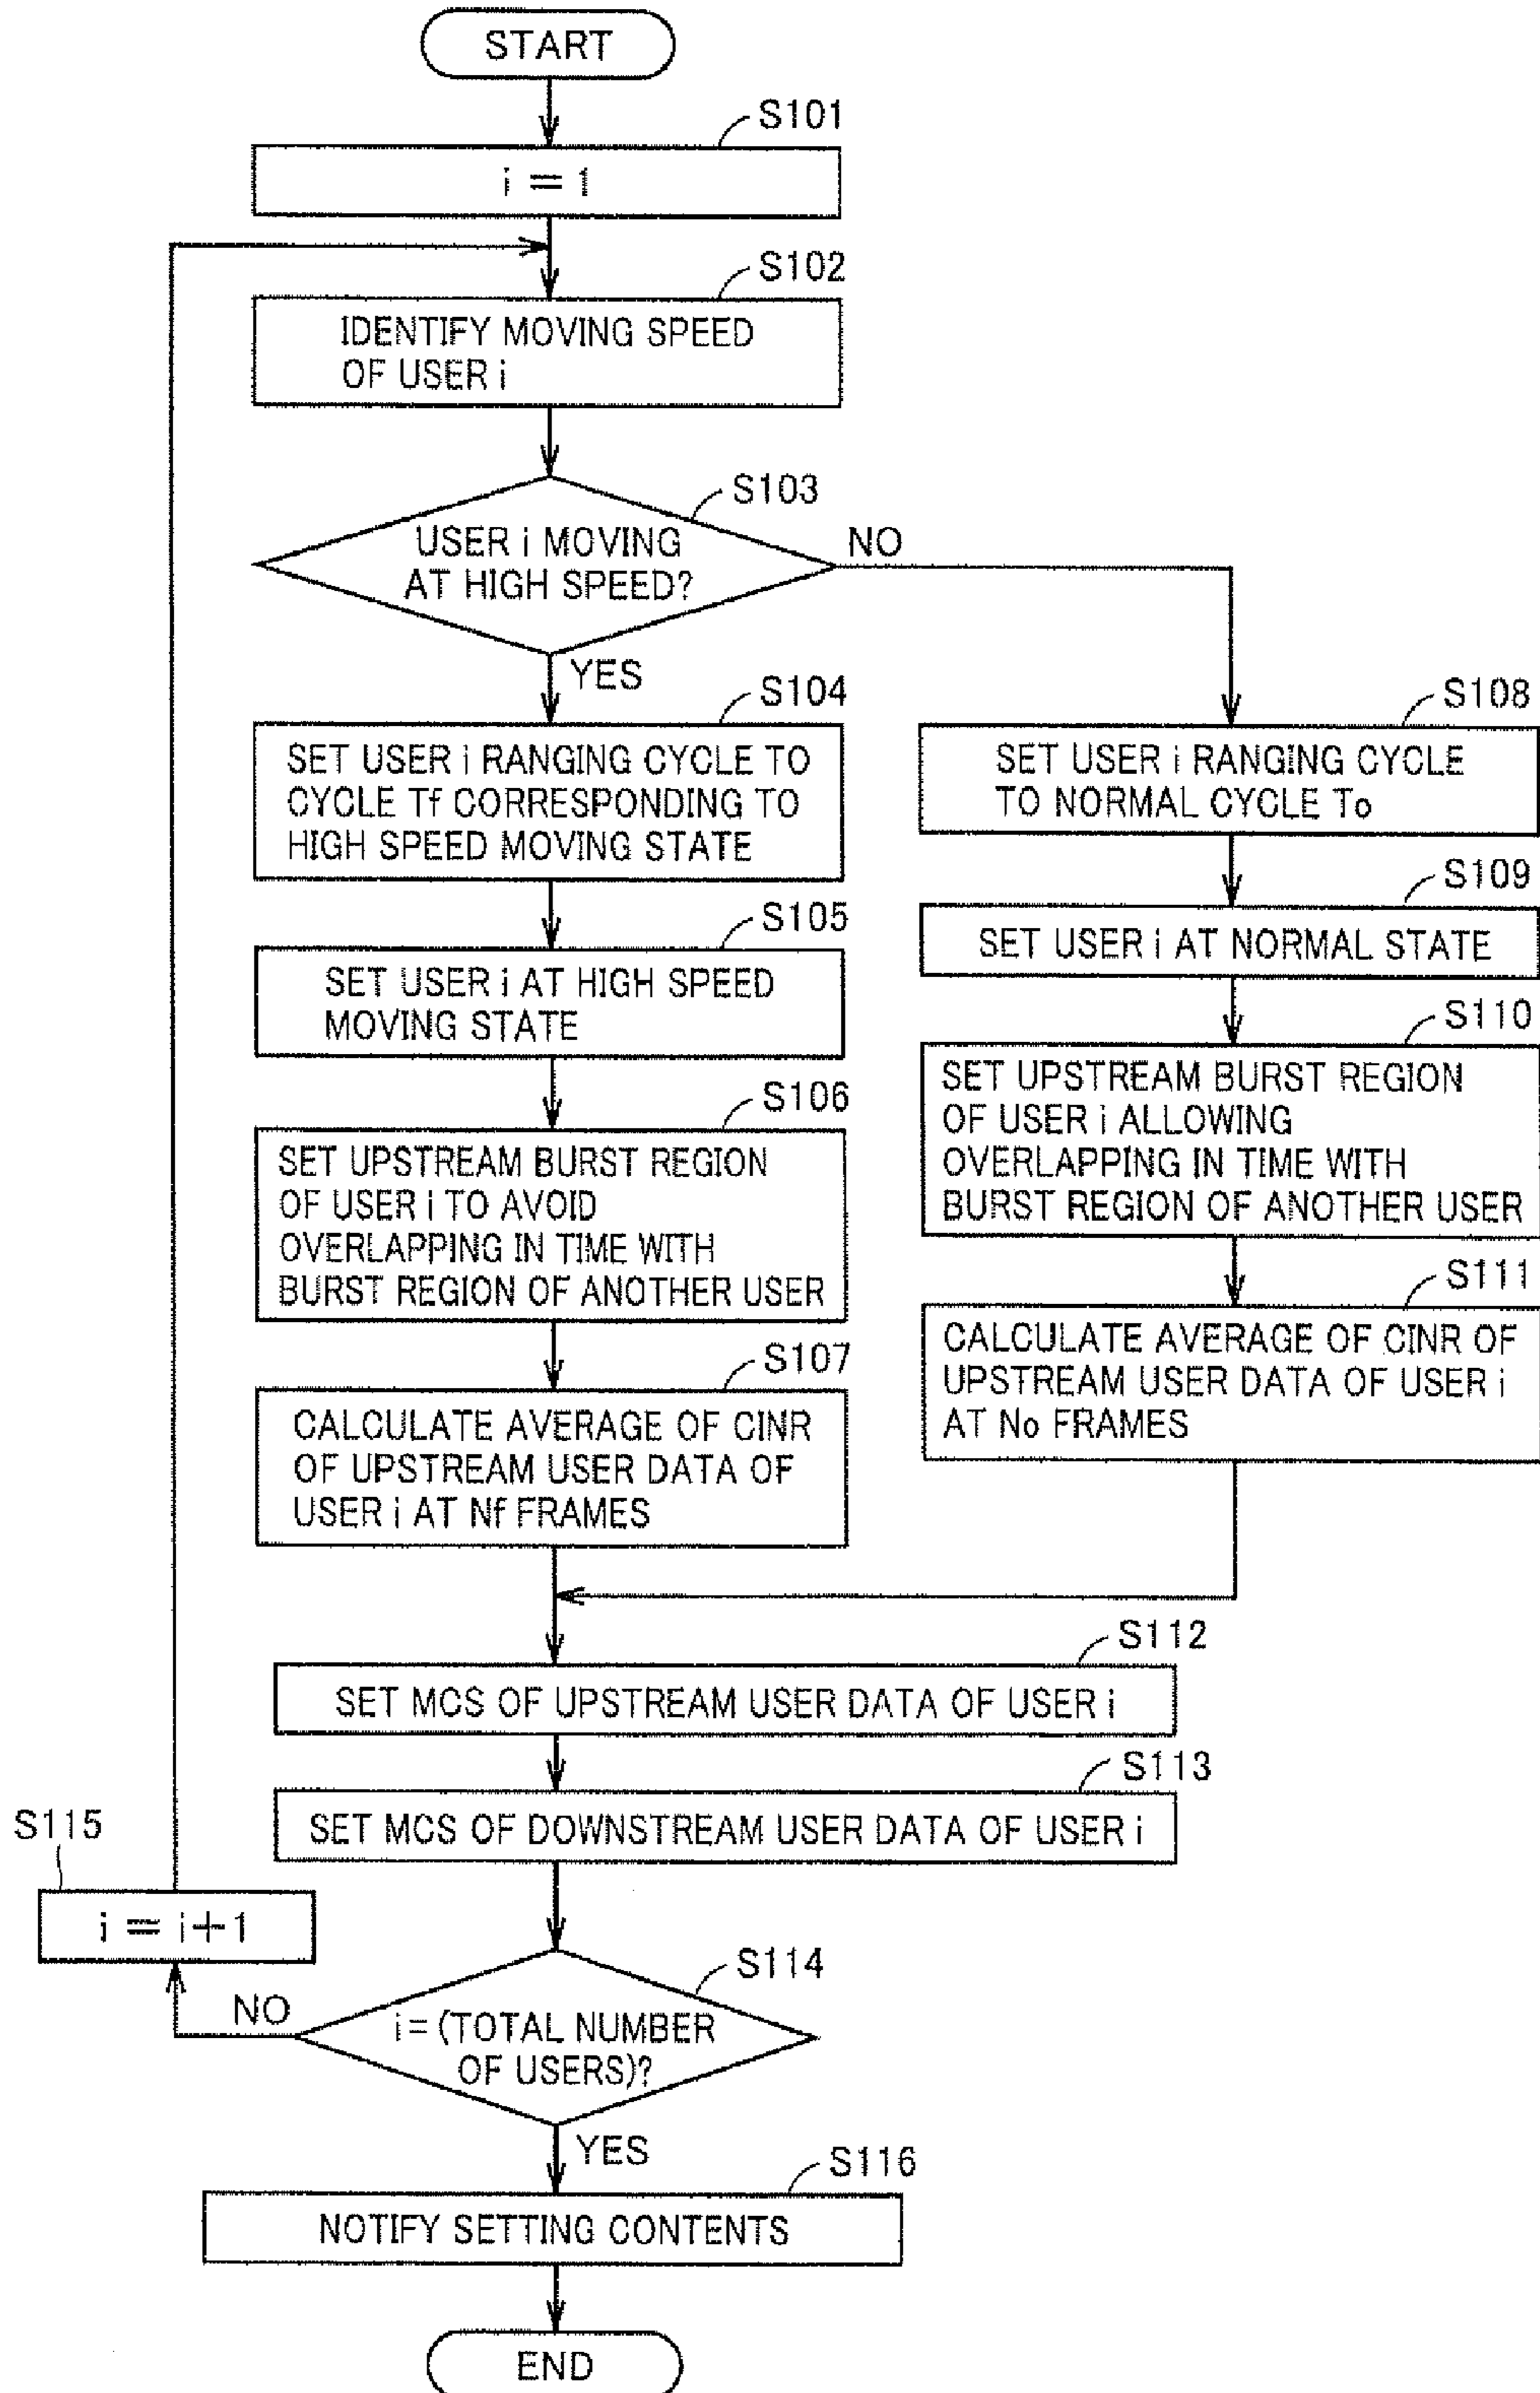 START
S101
i = 1
S102
IDENTIFY MOVING SPEED
OF USER i
S103
USER i MOVING
AT HIGH SPEED?
NO
YES
S104
SET USER i RANGING CYCLE TO
CYCLE Tf CORRESPONDING TO
HIGH SPEED MOVING STATE
S105
SET USER i AT HIGH SPEED
MOVING STATE
S106
SET UPSTREAM BURST REGION
OF USER i TO AVOID
OVERLAPPING IN TIME WITH
BURST REGION OF ANOTHER USER
S107
CALCULATE AVERAGE OF CINR
OF UPSTREAM USER DATA OF
USER i AT Nf FRAMES
S108
SET USER i RANGING CYCLE
TO NORMAL CYCLE To
S109
SET USER i AT NORMAL STATE
S110
SET UPSTREAM BURST REGION
OF USER i ALLOWING
OVERLAPPING IN TIME WITH
BURST REGION OF ANOTHER USER
S111
CALCULATE AVERAGE OF CINR OF
UPSTREAM USER DATA OF USER i
AT No FRAMES
S112
SET MCS OF UPSTREAM USER DATA OF USER i
S113
SET MCS OF DOWNSTREAM USER DATA OF USER i
S114
i = (TOTAL NUMBER
OF USERS)?
NO
S115
i = i+1
YES
S116
NOTIFY SETTING CONTENTS
END